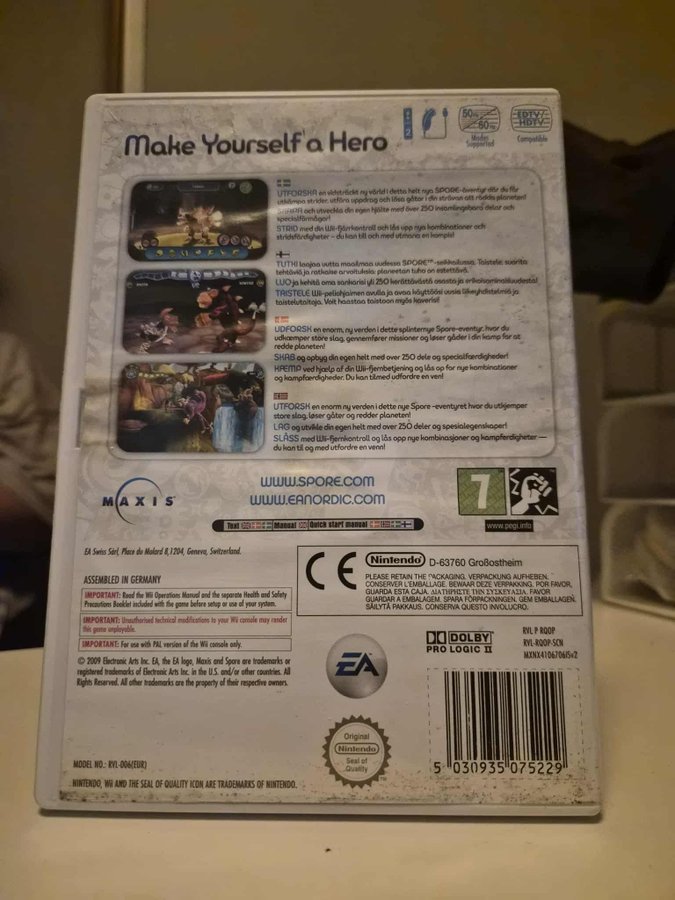 Make Yourself a Hero
1-2
50Hz
60Hz
Modes
Supported
EDTV/
HDTV
Compatible
UTFORSKA en vidsträckt ny värld i detta helt nya SPORE-äventyr där du får
utkämpa strider, utföra uppdrag och lösa gåtor i din strävan att rädda planeten!
SKAPA och utveckla din egen hjälte med över 250 insamlingsbara delar och
specialförmågor!
STRID med din Wii-fjärrkontroll och lås upp nya kombinationer och
stridsfärdigheter – du kan till och med utmana en kompis!
TUTKI laajaa uutta maailmaa uudessa SPORE™-seikkailussa. Taistele, suorita
tehtäviä ja ratkaise arvoituksia: planeetan tuho on estettävä.
LUO ja kehitä oma sankarisi yli 250 kerättävästä osasta ja erikoisominaisuudesta!
TAISTELE Wii-peliohjaimen avulla ja avaa käyttöösi uusia liikeyhdistelmiä ja
taistelutaitoja. Voit haastaa taistoon myös kaverisi!
UDFORSK en enorm, ny verden i dette splinternye Spore-eventyr, hvor du
udkæmper store slag, gennemfører missioner og løser gåder i din kamp for at
redde planeten!
SKAB og opbyg din egen helt med over 250 dele og specialfærdigheder!
KÆMP ved hjælp af din Wii-fjernbetjening og lås op for nye kombinationer
og kampfærdigheder. Du kan tilmed udfordre en ven!
UTFORSK en enorm ny verden i dette nye Spore-eventyret hvor du utkjemper
store slag, løser gåter og redder planeten!
LAG og utvikle din egen helt med over 250 deler og spesialegenskaper!
SLÅSS med Wii-fjernkontroll og lås opp nye kombinasjoner og kampferdigheter —
du kan til og med utfordre en venn!
MAXIS
WWW.SPORE.COM
WWW.EANORDIC.COM
7
www.pegi.info
Text
Manual
Quick start manual
EA Swiss Sàrl, Place du Molard 8,1204, Geneva, Switzerland.
ASSEMBLED IN GERMANY
IMPORTANT: Read the Wii Operations Manual and the separate Health and Safety
Precautions Booklet included with the game before setup or use of your system.
IMPORTANT: Unauthorised technical modifications to your Wii console may render
this game unplayable.
IMPORTANT: For use with PAL version of the Wii console only.
© 2009 Electronic Arts Inc. EA, the EA logo, Maxis and Spore are trademarks or
registered trademarks of Electronic Arts Inc. in the U.S. and/or other countries. All
Rights Reserved. All other trademarks are the property of their respective owners.
CE
Nintendo D-63760 Großostheim
PLEASE RETAIN THE PACKAGING. VERPACKUNG AUFHEBEN.
CONSERVER L'EMBALLAGE. BEWAAR DEZE VERPAKKING. POR FAVOR,
GUARDA ESTA CAJA. ΔΙΑΤΗΡΗΣΤΕ ΤΗΝ ΣΥΣΚΕΥΑΣΙΑ. FAVOR
GUARDAR A EMBALAGEM. SPARA FÖRPACKNINGEN. GEM EMBALLAGEN.
SÄILYTÄ PAKKAUS. CONSERVA QUESTO INVOLUCRO.
EA
DOLBY
PRO LOGIC II
RVL P RQOP
RVL-RQOP-SCN
MXNX4106706ISv2
Original
Nintendo
Seal of
Quality
5 030935 075229
MODEL NO.: RVL-006(EUR)
NINTENDO, WII AND THE SEAL OF QUALITY ICON ARE TRADEMARKS OF NINTENDO.